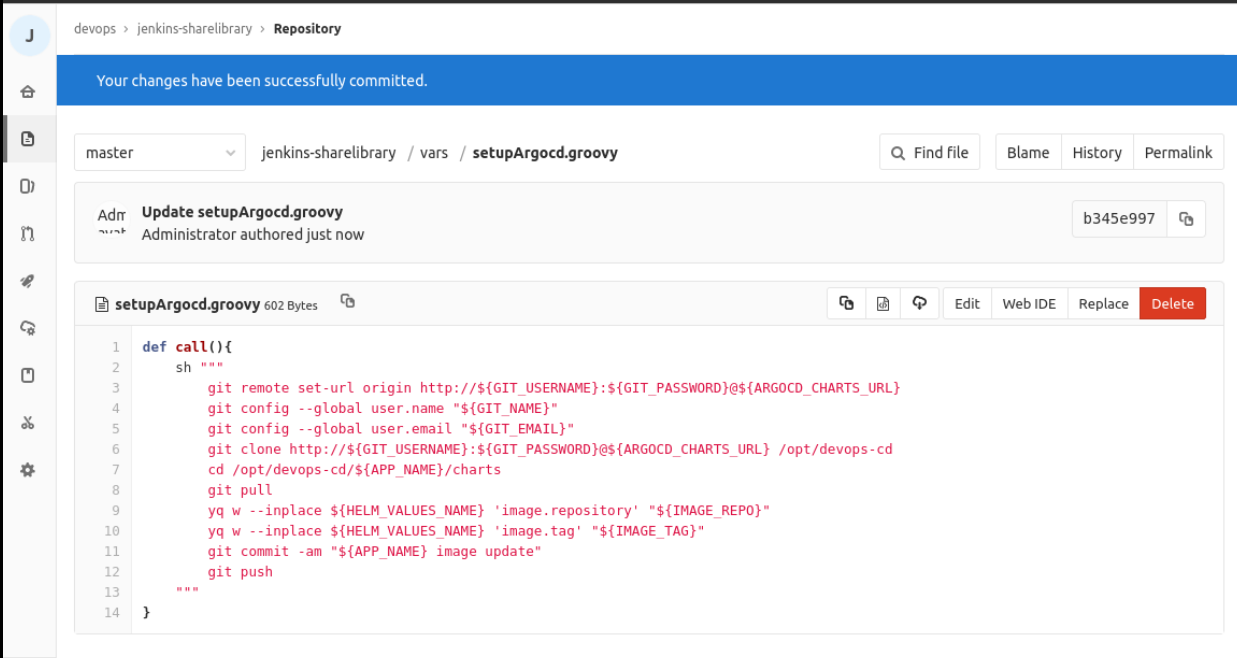 J
devops › jenkins-sharelibrary › Repository
Your changes have been successfully committed.
master
jenkins-sharelibrary / vars / setupArgocd.groovy
Find file
Blame
History
Permalink
Adm
Update setupArgocd.groovy
Administrator authored just now
b345e997
setupArgocd.groovy 602 Bytes
Edit
Web IDE
Replace
Delete
1 def call(){
2     sh """
3         git remote set-url origin http://${GIT_USERNAME}:${GIT_PASSWORD}@${ARGOCD_CHARTS_URL}
4         git config --global user.name "${GIT_NAME}"
5         git config --global user.email "${GIT_EMAIL}"
6         git clone http://${GIT_USERNAME}:${GIT_PASSWORD}@${ARGOCD_CHARTS_URL} /opt/devops-cd
7         cd /opt/devops-cd/${APP_NAME}/charts
8         git pull
9         yq w --inplace ${HELM_VALUES_NAME} 'image.repository' "${IMAGE_REPO}"
10         yq w --inplace ${HELM_VALUES_NAME} 'image.tag' "${IMAGE_TAG}"
11         git commit -am "${APP_NAME} image update"
12         git push
13     """
14 }